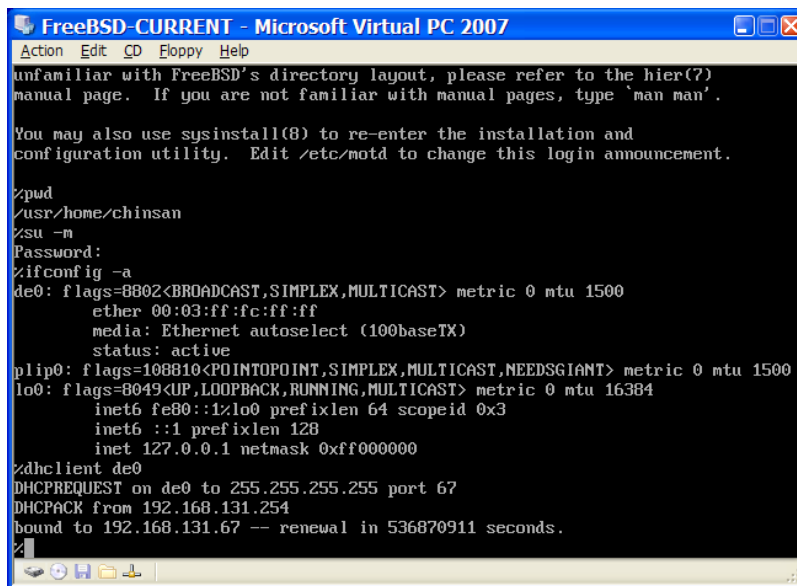 FreeBSD-CURRENT - Microsoft Virtual PC 2007
Action Edit CD Floppy Help
unfamiliar with FreeBSD's directory layout, please refer to the hier(7)
manual page.  If you are not familiar with manual pages, type `man man'.
You may also use sysinstall(8) to re-enter the installation and
configuration utility.  Edit /etc/motd to change this login announcement.
%pwd
/usr/home/chinsan
%su -m
Password:
%ifconfig -a
de0: flags=8802<BROADCAST,SIMPLEX,MULTICAST> metric 0 mtu 1500
ether 00:03:ff:fc:ff:ff
media: Ethernet autoselect (100baseTX)
status: active
plip0: flags=108810<POINTOPOINT,SIMPLEX,MULTICAST,NEEDSGIANT> metric 0 mtu 1500
lo0: flags=8049<UP,LOOPBACK,RUNNING,MULTICAST> metric 0 mtu 16384
inet6 fe80::1%lo0 prefixlen 64 scopeid 0x3
inet6 ::1 prefixlen 128
inet 127.0.0.1 netmask 0xff000000
%dhclient de0
DHCPREQUEST on de0 to 255.255.255.255 port 67
DHCPACK from 192.168.131.254
bound to 192.168.131.67 -- renewal in 536870911 seconds.
%